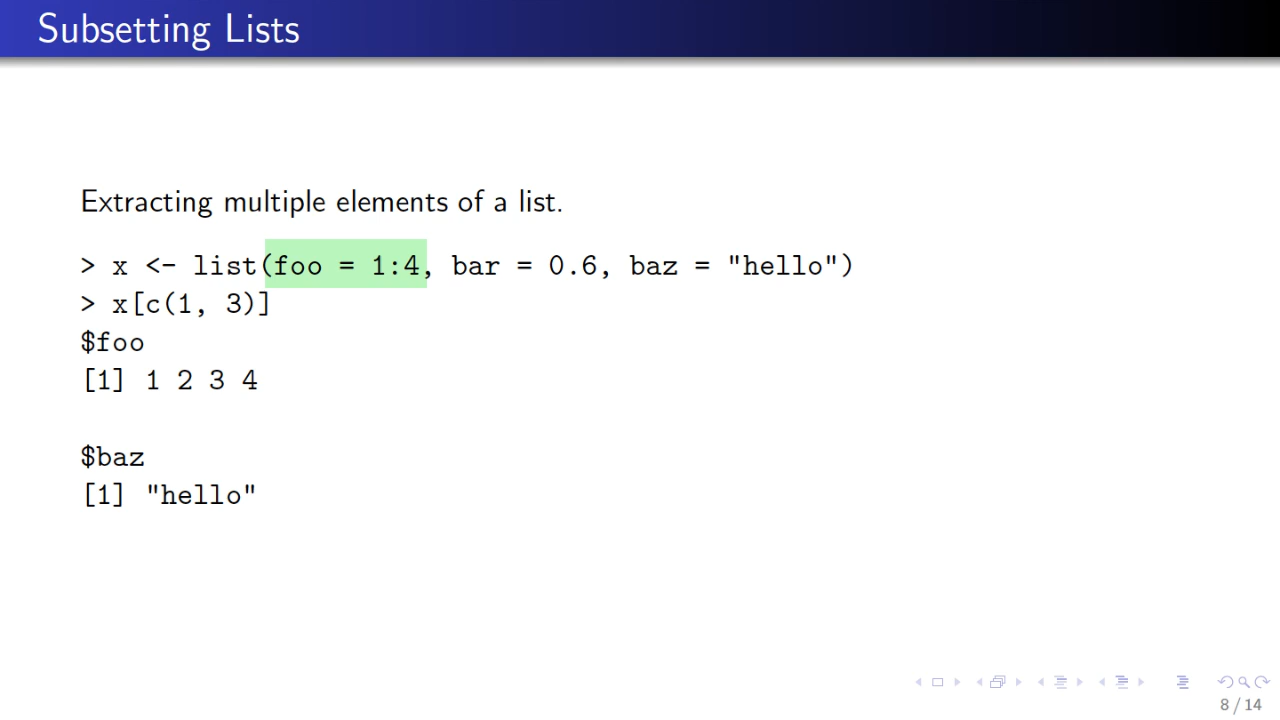 Subsetting Lists
Extracting multiple elements of a list.
> x <- list(foo = 1:4, bar = 0.6, baz = "hello")
> x[c(1, 3)]
$foo
[1] 1 2 3 4
$baz
[1] "hello"
8 / 14